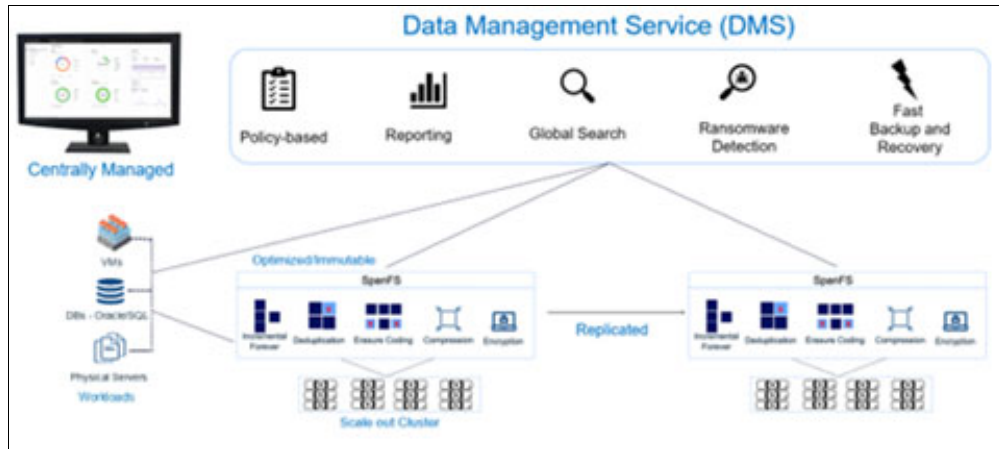 Data Management Service (DMS)
Policy-based
Reporting
Global Search
Ransomware
Detection
Fast
Backup and
Recovery
Centrally Managed
VMs
DBs - Oracle/SQL
Physical Servers
Workloads
Optimized/Immutable
SpanFS
Incremental
Forever
Deduplication
Erasure Coding
Compression
Encryption
Scale out Cluster
Replicated
SpanFS
Incremental
Forever
Deduplication
Erasure Coding
Compression
Encryption